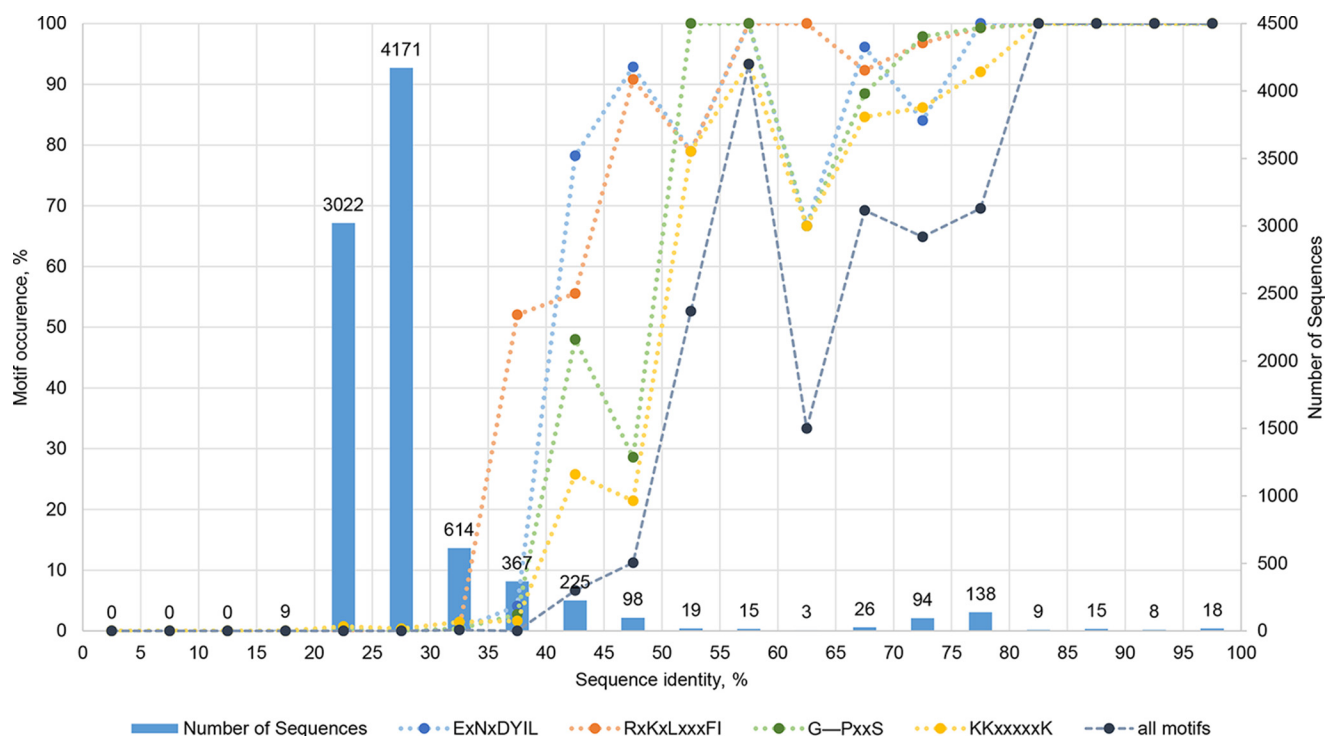 100 4500
4171
90 4000
80 3500
70 3022 3000
60
2500
50
2000
40
1500
30
1000
20
614
367 500
10 225
98 138
0 0 0 9 19 15 3 26 94 9 15 8 18
0 0
0 5 10 15 20 25 30 35 40 45 50 55 60 65 70 75 80 85 90 95 100
Motif occurence, %
Number of Sequences
Sequence identity, %
Number of Sequences ExNxDYIL RxKxLxxxFI G—PxxS KKxxxxxK all motifs